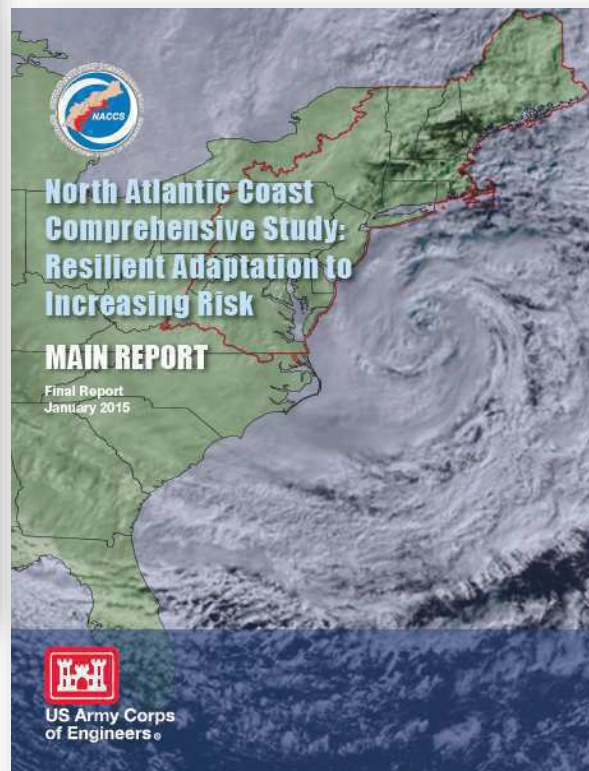 NACCS
North Atlantic Coast
Comprehensive Study:
Resilient Adaptation to
Increasing Risk
MAIN REPORT
Final Report
January 2015
US Army Corps
of Engineers®